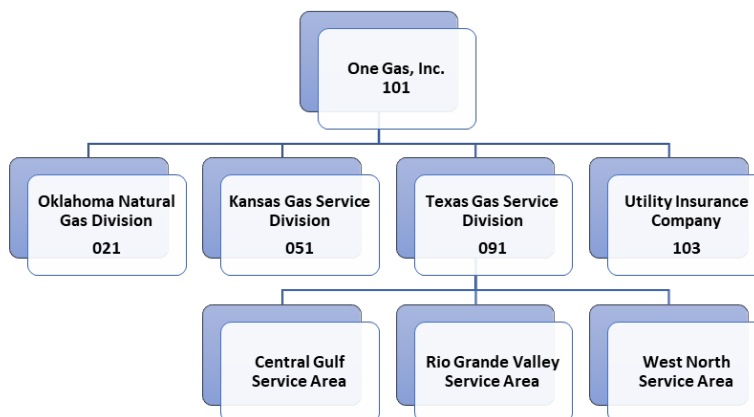 One Gas, Inc.
101
Oklahoma Natural
Gas Division
021
Kansas Gas Service
Division
051
Texas Gas Service
Division
091
Utility Insurance
Company
103
Central Gulf
Service Area
Rio Grande Valley
Service Area
West North
Service Area